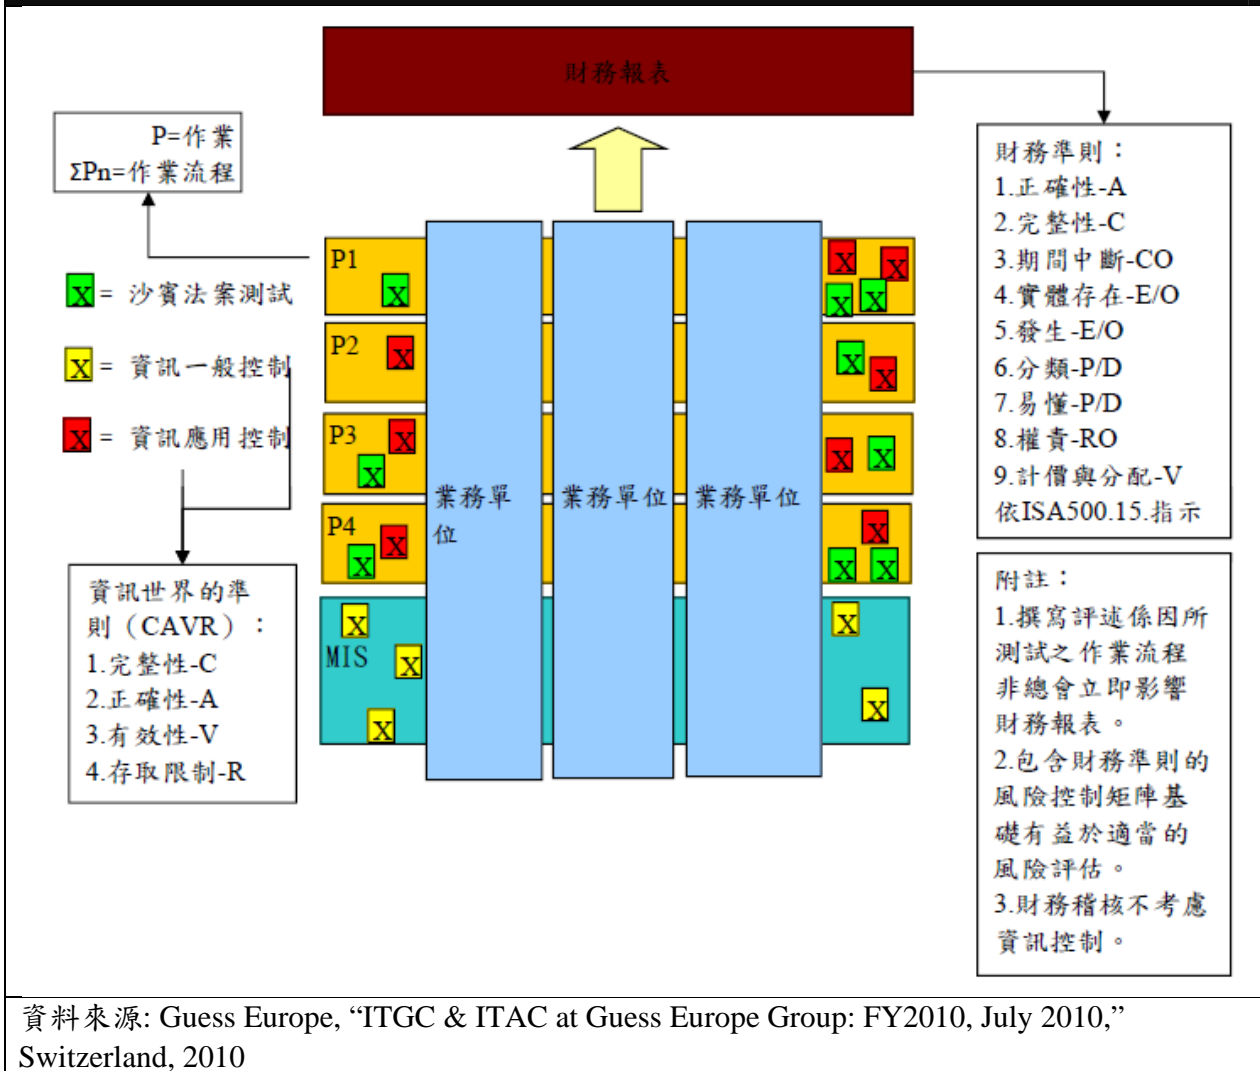 財務報表
P=作業
ΣPn=作業流程
X = 沙賓法案測試
X = 資訊一般控制
X = 資訊應用控制
資訊世界的準
則（CAVR）：
1.完整性-C
2.正確性-A
3.有效性-V
4.存取限制-R
P1
X
X
X
X
X
P2
X
X
X
P3
X
X
X
X
P4
X
X
X
X
X
MIS
X
X
X
X
X
業務單
位
業務單位
業務單位
財務準則：
1.正確性-A
2.完整性-C
3.期間中斷-CO
4.實體存在-E/O
5.發生-E/O
6.分類-P/D
7.易懂-P/D
8.權責-RO
9.計價與分配-V
依ISA500.15.指示
附註：
1.撰寫評述係因所
測試之作業流程
非總會立即影響
財務報表。
2.包含財務準則的
風險控制矩陣基
礎有益於適當的
風險評估。
3.財務稽核不考慮
資訊控制。
資料來源: Guess Europe, “ITGC & ITAC at Guess Europe Group: FY2010, July 2010,”
Switzerland, 2010